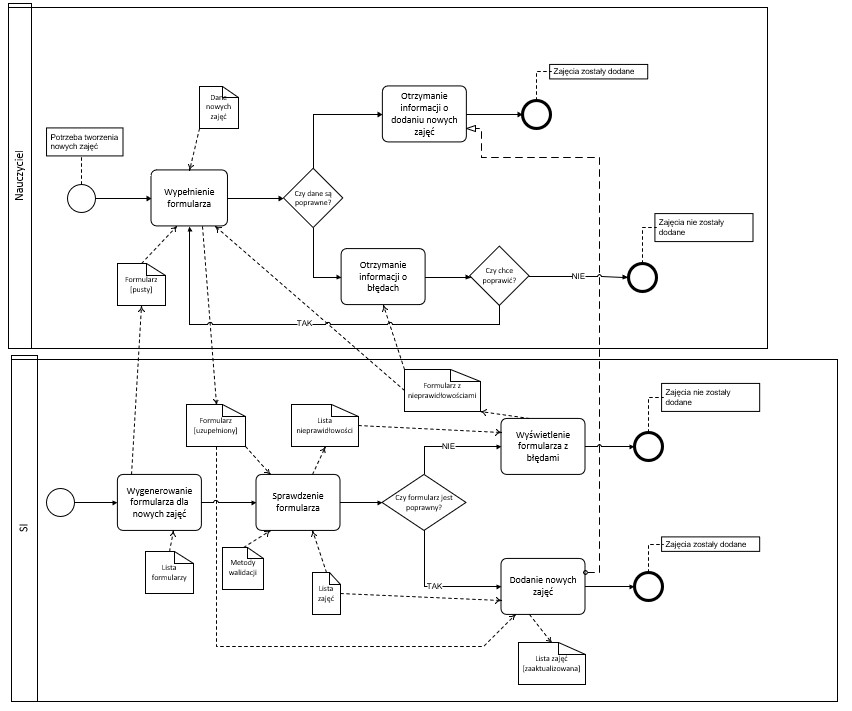 Nauczyciel
Zajęcia zostały dodane
Dane
nowych
zajęć
Otrzymanie
informacji o
dodaniu nowych
zajęć
Potrzeba tworzenia
nowych zajęć
Wypełnienie
formularza
Czy dane są
poprawne?
Zajęcia nie zostały
dodane
Formularz
[pusty]
Otrzymanie
informacji o
błędach
Czy chce
poprawić?
NIE
TAK
SI
Formularz z
nieprawidłowościami
Zajęcia nie zostały
dodane
Formularz
[uzupełniony]
Lista
nieprawidłowości
Wyświetlenie
formularza z
błędami
NIE
Wygenerowanie
formularza dla
nowych zajęć
Sprawdzenie
formularza
Czy formularz jest
poprawny?
Zajęcia zostały dodane
Lista
formularzy
Metody
walidacji
Lista
zajęć
TAK
Dodanie nowych
zajęć
Lista zajęć
[zaaktualizowana]